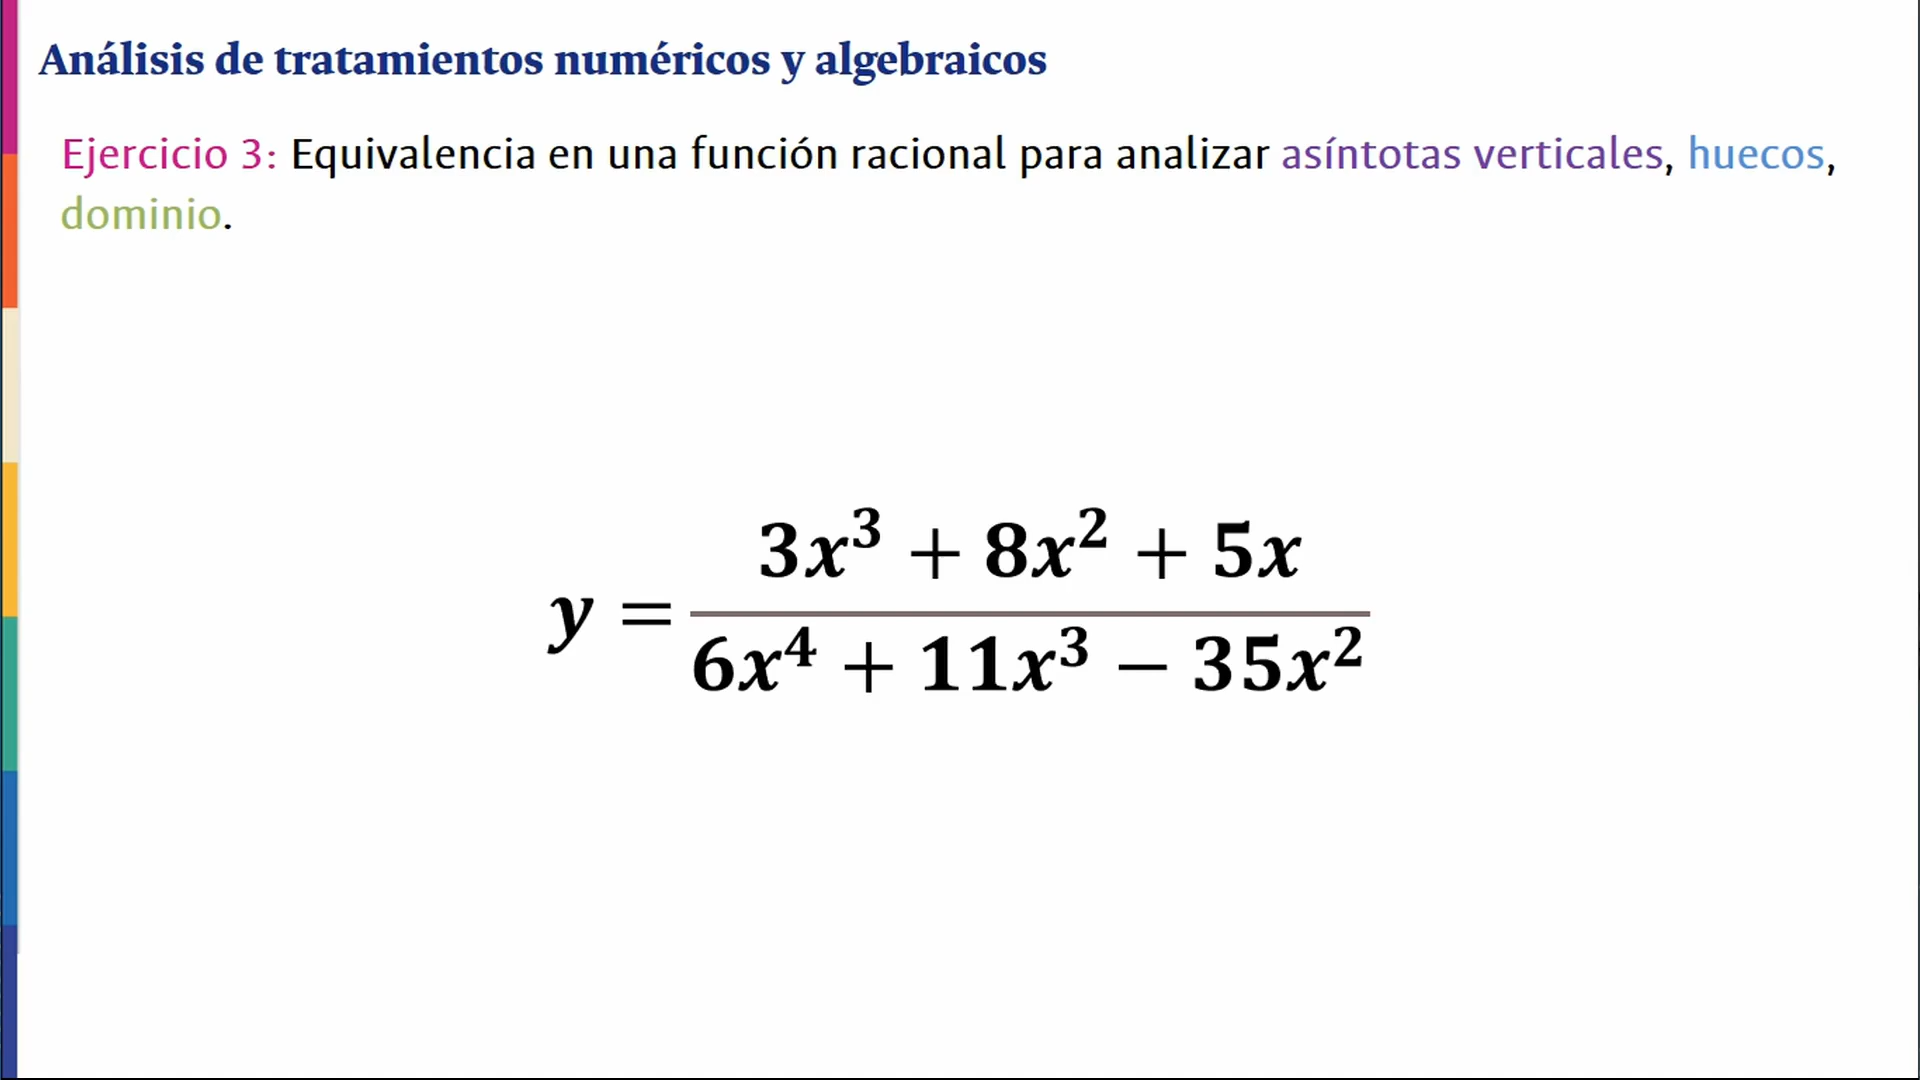 Análisis de tratamientos numéricos y algebraicos
Ejercicio 3: Equivalencia en una función racional para analizar asíntotas verticales, huecos,
dominio.
y = (3x³ + 8x² + 5x) / (6x⁴ + 11x³ − 35x²)